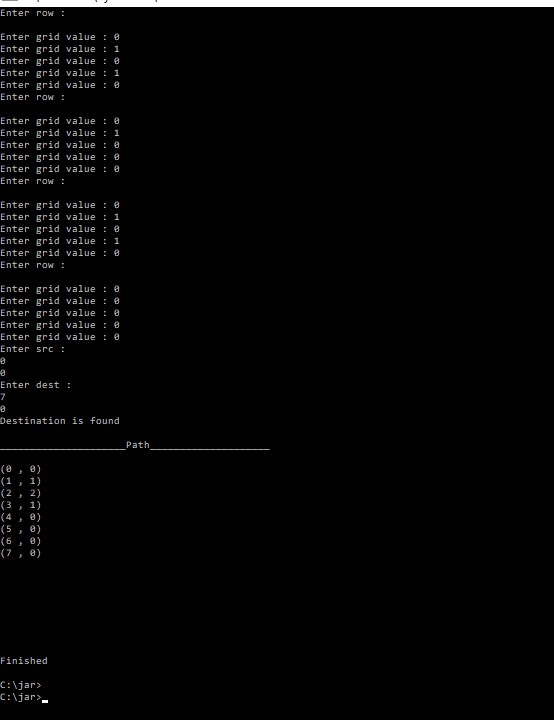 Enter row :
Enter grid value : 0
Enter grid value : 1
Enter grid value : 0
Enter grid value : 1
Enter grid value : 0
Enter row :
Enter grid value : 0
Enter grid value : 1
Enter grid value : 0
Enter grid value : 0
Enter grid value : 0
Enter row :
Enter grid value : 0
Enter grid value : 1
Enter grid value : 0
Enter grid value : 1
Enter grid value : 0
Enter row :
Enter grid value : 0
Enter grid value : 0
Enter grid value : 0
Enter grid value : 0
Enter grid value : 0
Enter src :
0
0
Enter dest :
7
0
Destination is found
_____________________Path____________________
(0 , 0)
(1 , 1)
(2 , 2)
(3 , 1)
(4 , 0)
(5 , 0)
(6 , 0)
(7 , 0)
Finished
C:\jar>
C:\jar>